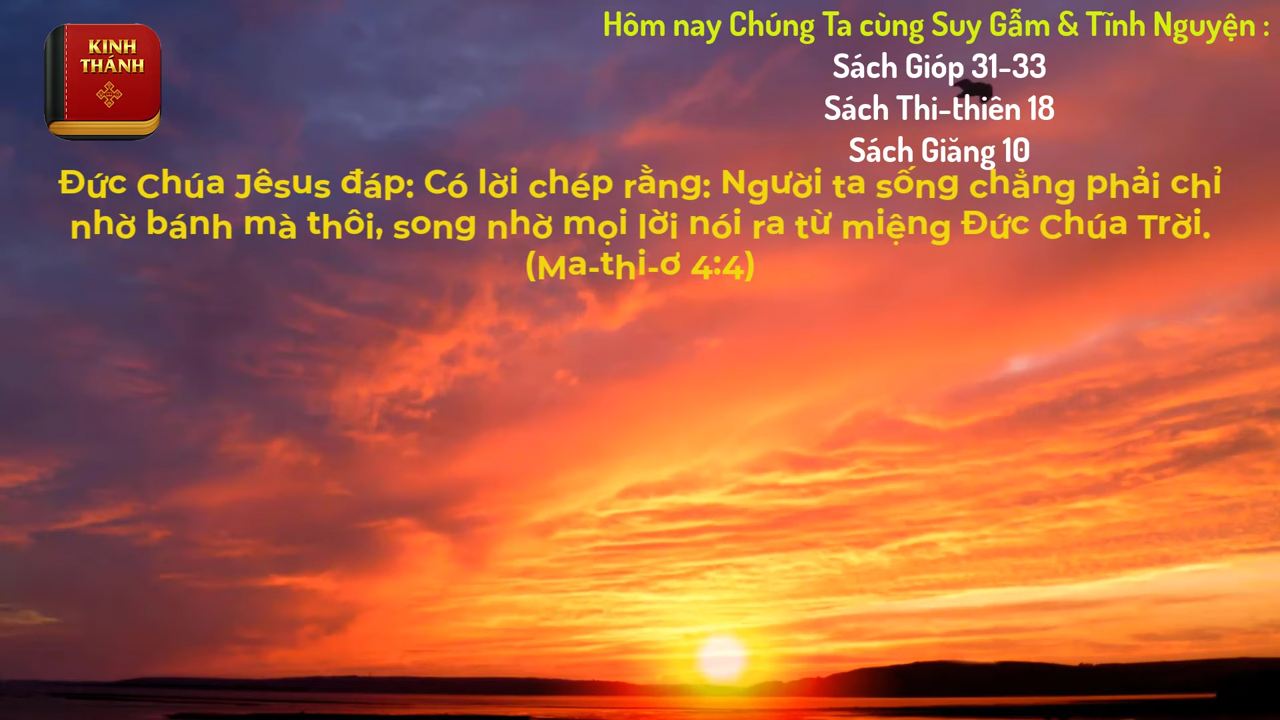 KINH
THÁNH
Hôm nay Chúng Ta cùng Suy Gẫm & Tĩnh Nguyện :
Sách Gióp 31-33
Sách Thi-thiên 18
Sách Giăng 10
Đức Chúa Jêsus đáp: Có lời chép rằng: Người ta sống chẳng phải chỉ
nhờ bánh mà thôi, song nhờ mọi lời nói ra từ miệng Đức Chúa Trời.
(Ma-thi-ơ 4:4)